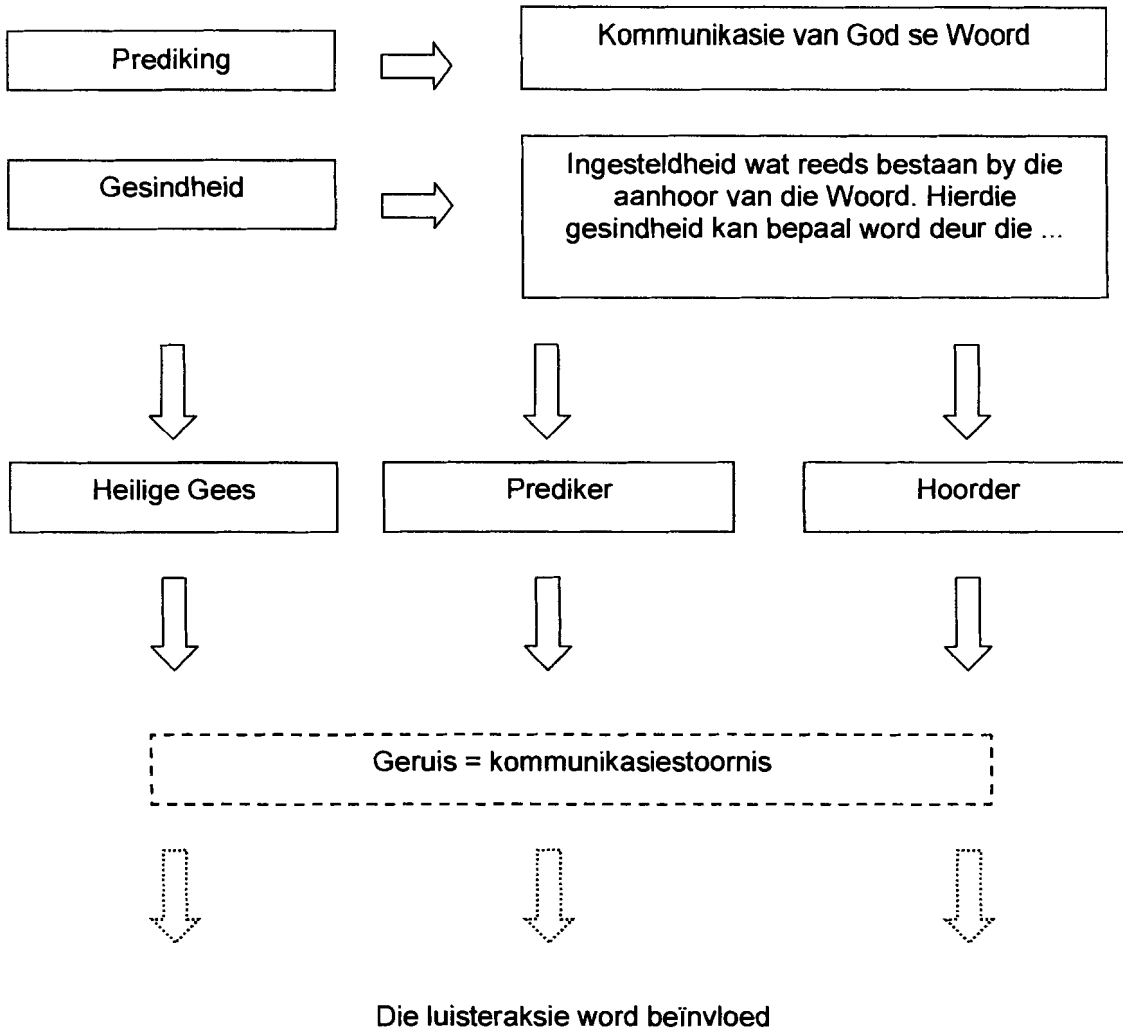 Prediking
Kommunikasie van God se Woord
Gesindheid
Ingesteldheid wat reeds bestaan by die
aanhoor van die Woord. Hierdie
gesindheid kan bepaal word deur die ...
Heilige Gees
Prediker
Hoorder
Geruis = kommunikasiestoornis
Die luisteraksie word beïnvloed